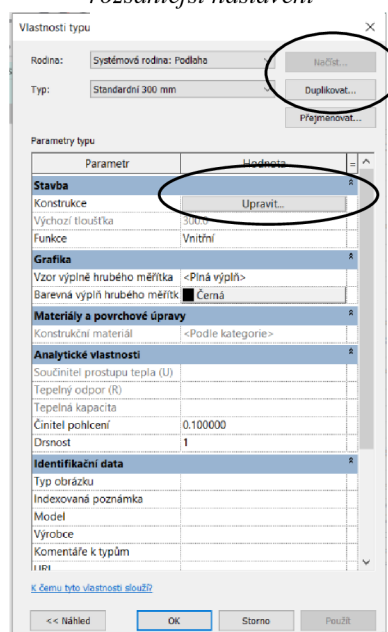 rozsáhlejší nastavení
Vlastnosti typu ×
Rodina: Systémová rodina: Podlaha Načíst...
Typ: Standardní 300 mm Duplikovat...
Přejmenovat...
Parametry typu
Parametr Hodnota =
Stavba
Konstrukce Upravit...
Výchozí tloušťka 300.0
Funkce Vnitřní
Grafika
Vzor výplně hrubého měřítka <Plná výplň>
Barevná výplň hrubého měřítk Černá
Materiály a povrchové úpravy
Konstrukční materiál <Podle kategorie>
Analytické vlastnosti
Součinitel prostupu tepla (U)
Tepelný odpor (R)
Tepelná kapacita
Činitel pohlcení 0.100000
Drsnost 1
Identifikační data
Typ obrázku
Indexovaná poznámka
Model
Výrobce
Komentáře k typům
URL
K čemu tyto vlastnosti slouží?
<< Náhled OK Storno Použít